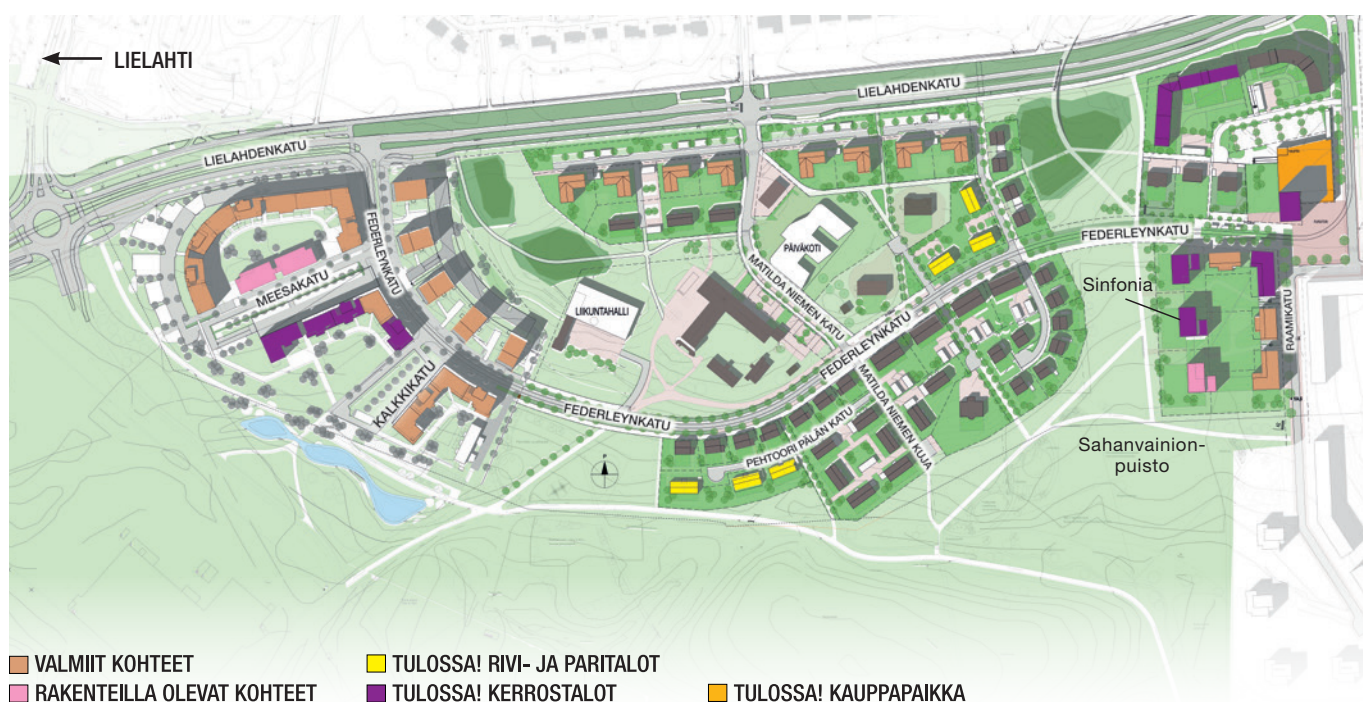 LIELAHTI
LIELAHDENKATU
LIELAHDENKATU
FEDERLEYNKATU
MEESAKATU
KALKKIKATU
LIIKUNTAHALLI
PÄIVÄKOTI
MATILDA NIEMEN KATU
FEDERLEYNKATU
Sinfonia
RAAMIKATU
FEDERLEYNKATU
FEDERLEYNKATU
PEHTOORI PÄLÄN KATU
MATILDA NIEMEN KUJA
Sahanvainion-
puisto
P
VALMIIT KOHTEET
RAKENTEILLA OLEVAT KOHTEET
TULOSSA! RIVI- JA PARITALOT
TULOSSA! KERROSTALOT
TULOSSA! KAUPPAPAIKKA